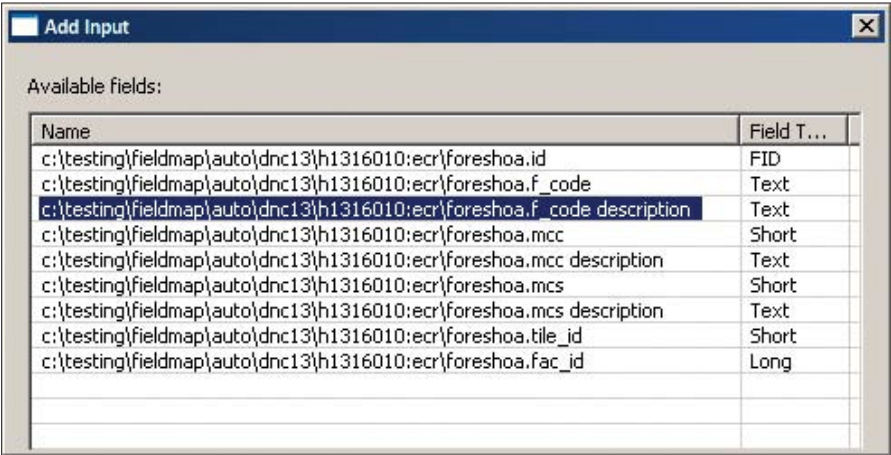 Add Input
Available fields:
Name Field T...
c:\testing\fieldmap\auto\dnc13\h1316010:ecr\foreshoa.id FID
c:\testing\fieldmap\auto\dnc13\h1316010:ecr\foreshoa.f_code Text
c:\testing\fieldmap\auto\dnc13\h1316010:ecr\foreshoa.f_code description Text
c:\testing\fieldmap\auto\dnc13\h1316010:ecr\foreshoa.mcc Short
c:\testing\fieldmap\auto\dnc13\h1316010:ecr\foreshoa.mcc description Text
c:\testing\fieldmap\auto\dnc13\h1316010:ecr\foreshoa.mcs Short
c:\testing\fieldmap\auto\dnc13\h1316010:ecr\foreshoa.mcs description Text
c:\testing\fieldmap\auto\dnc13\h1316010:ecr\foreshoa.tile_id Short
c:\testing\fieldmap\auto\dnc13\h1316010:ecr\foreshoa.fac_id Long